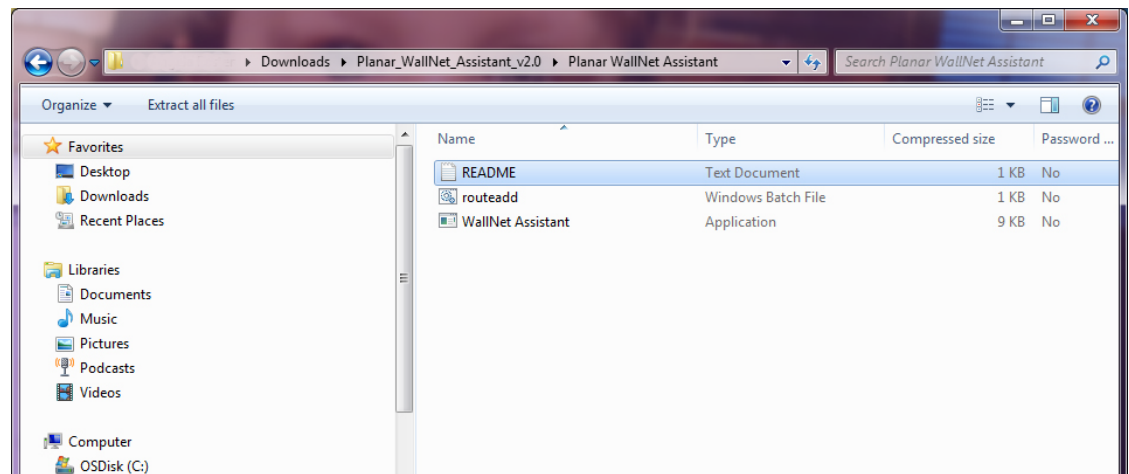 Downloads Planar_WallNet_Assistant_v2.0 Planar WallNet Assistant Search Planar WallNet Assistant
Organize Extract all files
Favorites
Desktop
Downloads
Recent Places
Libraries
Documents
Music
Pictures
Podcasts
Videos
Computer
OSDisk (C:)
Name Type Compressed size Password ...
README Text Document 1 KB No
routeadd Windows Batch File 1 KB No
WallNet Assistant Application 9 KB No